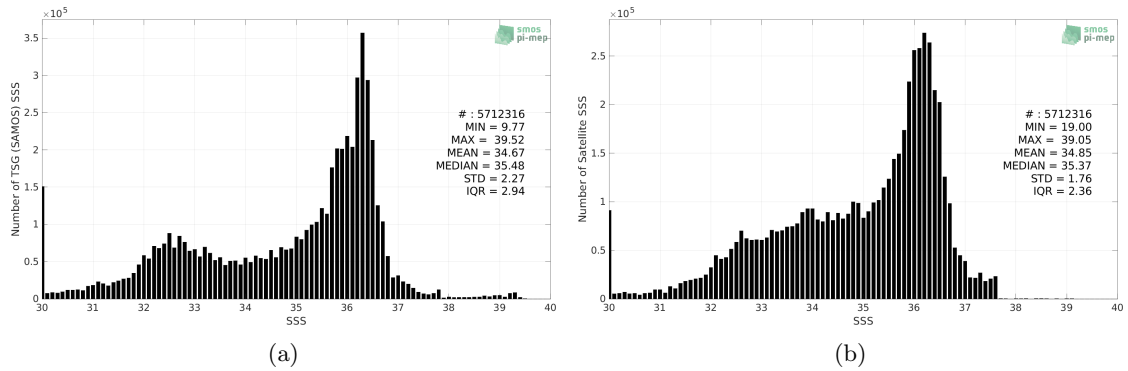 ×10⁵
smos
pi-mep
3.5
3
2.5
2
1.5
1
0.5
0
Number of TSG (SAMOS) SSS
# : 5712316
MIN = 9.77
MAX = 39.52
MEAN = 34.67
MEDIAN = 35.48
STD = 2.27
IQR = 2.94
30 31 32 33 34 35 36 37 38 39 40
SSS
(a)
×10⁵
smos
pi-mep
2.5
2
1.5
1
0.5
0
Number of Satellite SSS
# : 5712316
MIN = 19.00
MAX = 39.05
MEAN = 34.85
MEDIAN = 35.37
STD = 1.76
IQR = 2.36
30 31 32 33 34 35 36 37 38 39 40
SSS
(b)